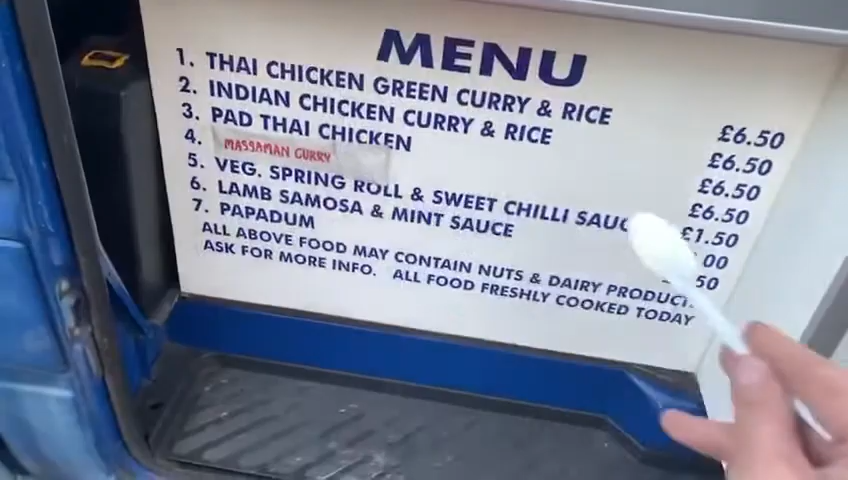 MENU
1. THAI CHICKEN GREEN CURRY & RICE £6.50
2. INDIAN CHICKEN CURRY & RICE £6.50
3. PAD THAI CHICKEN £6.50
4. MASSAMAN CURRY £6.50
5. VEG. SPRING ROLL & SWEET CHILLI £1.50
6. LAMB SAMOSA & MINT SAUCE
7. PAPADUM
ALL ABOVE FOOD MAY CONTAIN NUTS & DAIRY
ASK FOR MORE INFO. ALL FOOD FRESHLY COOKED TODAY